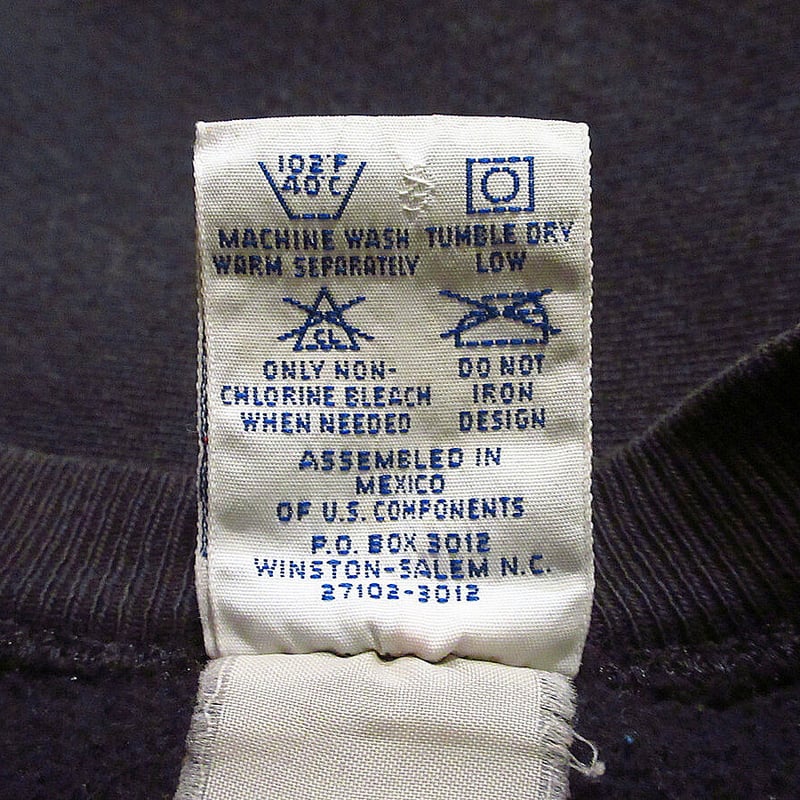 102°F
40°C
MACHINE WASH
WARM SEPARATELY
TUMBLE DRY
LOW
CL
ONLY NON-
CHLORINE BLEACH
WHEN NEEDED
DO NOT
IRON
DESIGN
ASSEMBLED IN
MEXICO
OF U.S. COMPONENTS
P.O. BOX 3012
WINSTON-SALEM N.C.
27102-3012